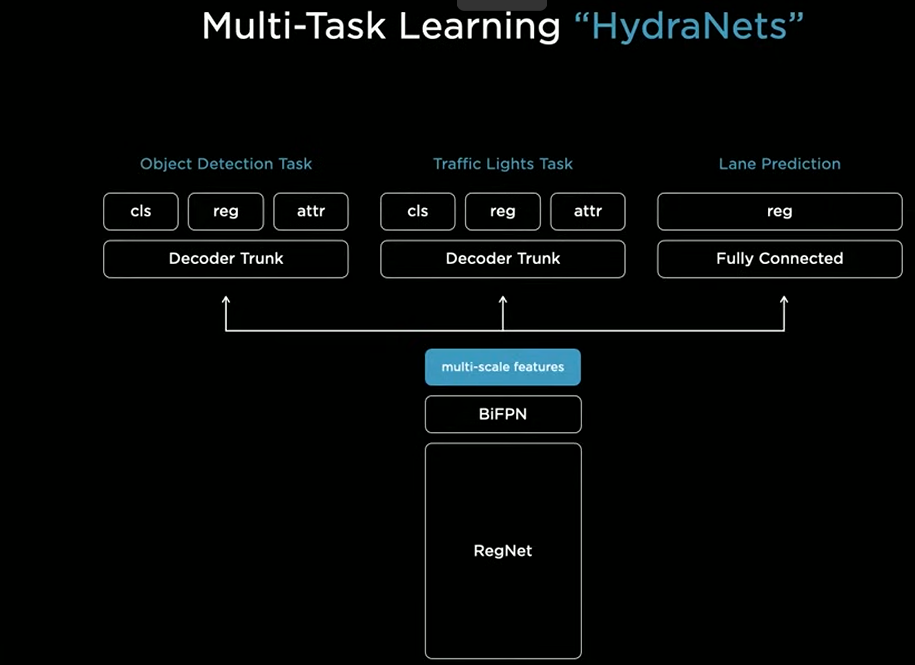 Multi-Task Learning “HydraNets”
Object Detection Task
Traffic Lights Task
Lane Prediction
cls reg attr
cls reg attr
reg
Decoder Trunk
Decoder Trunk
Fully Connected
multi-scale features
BiFPN
RegNet